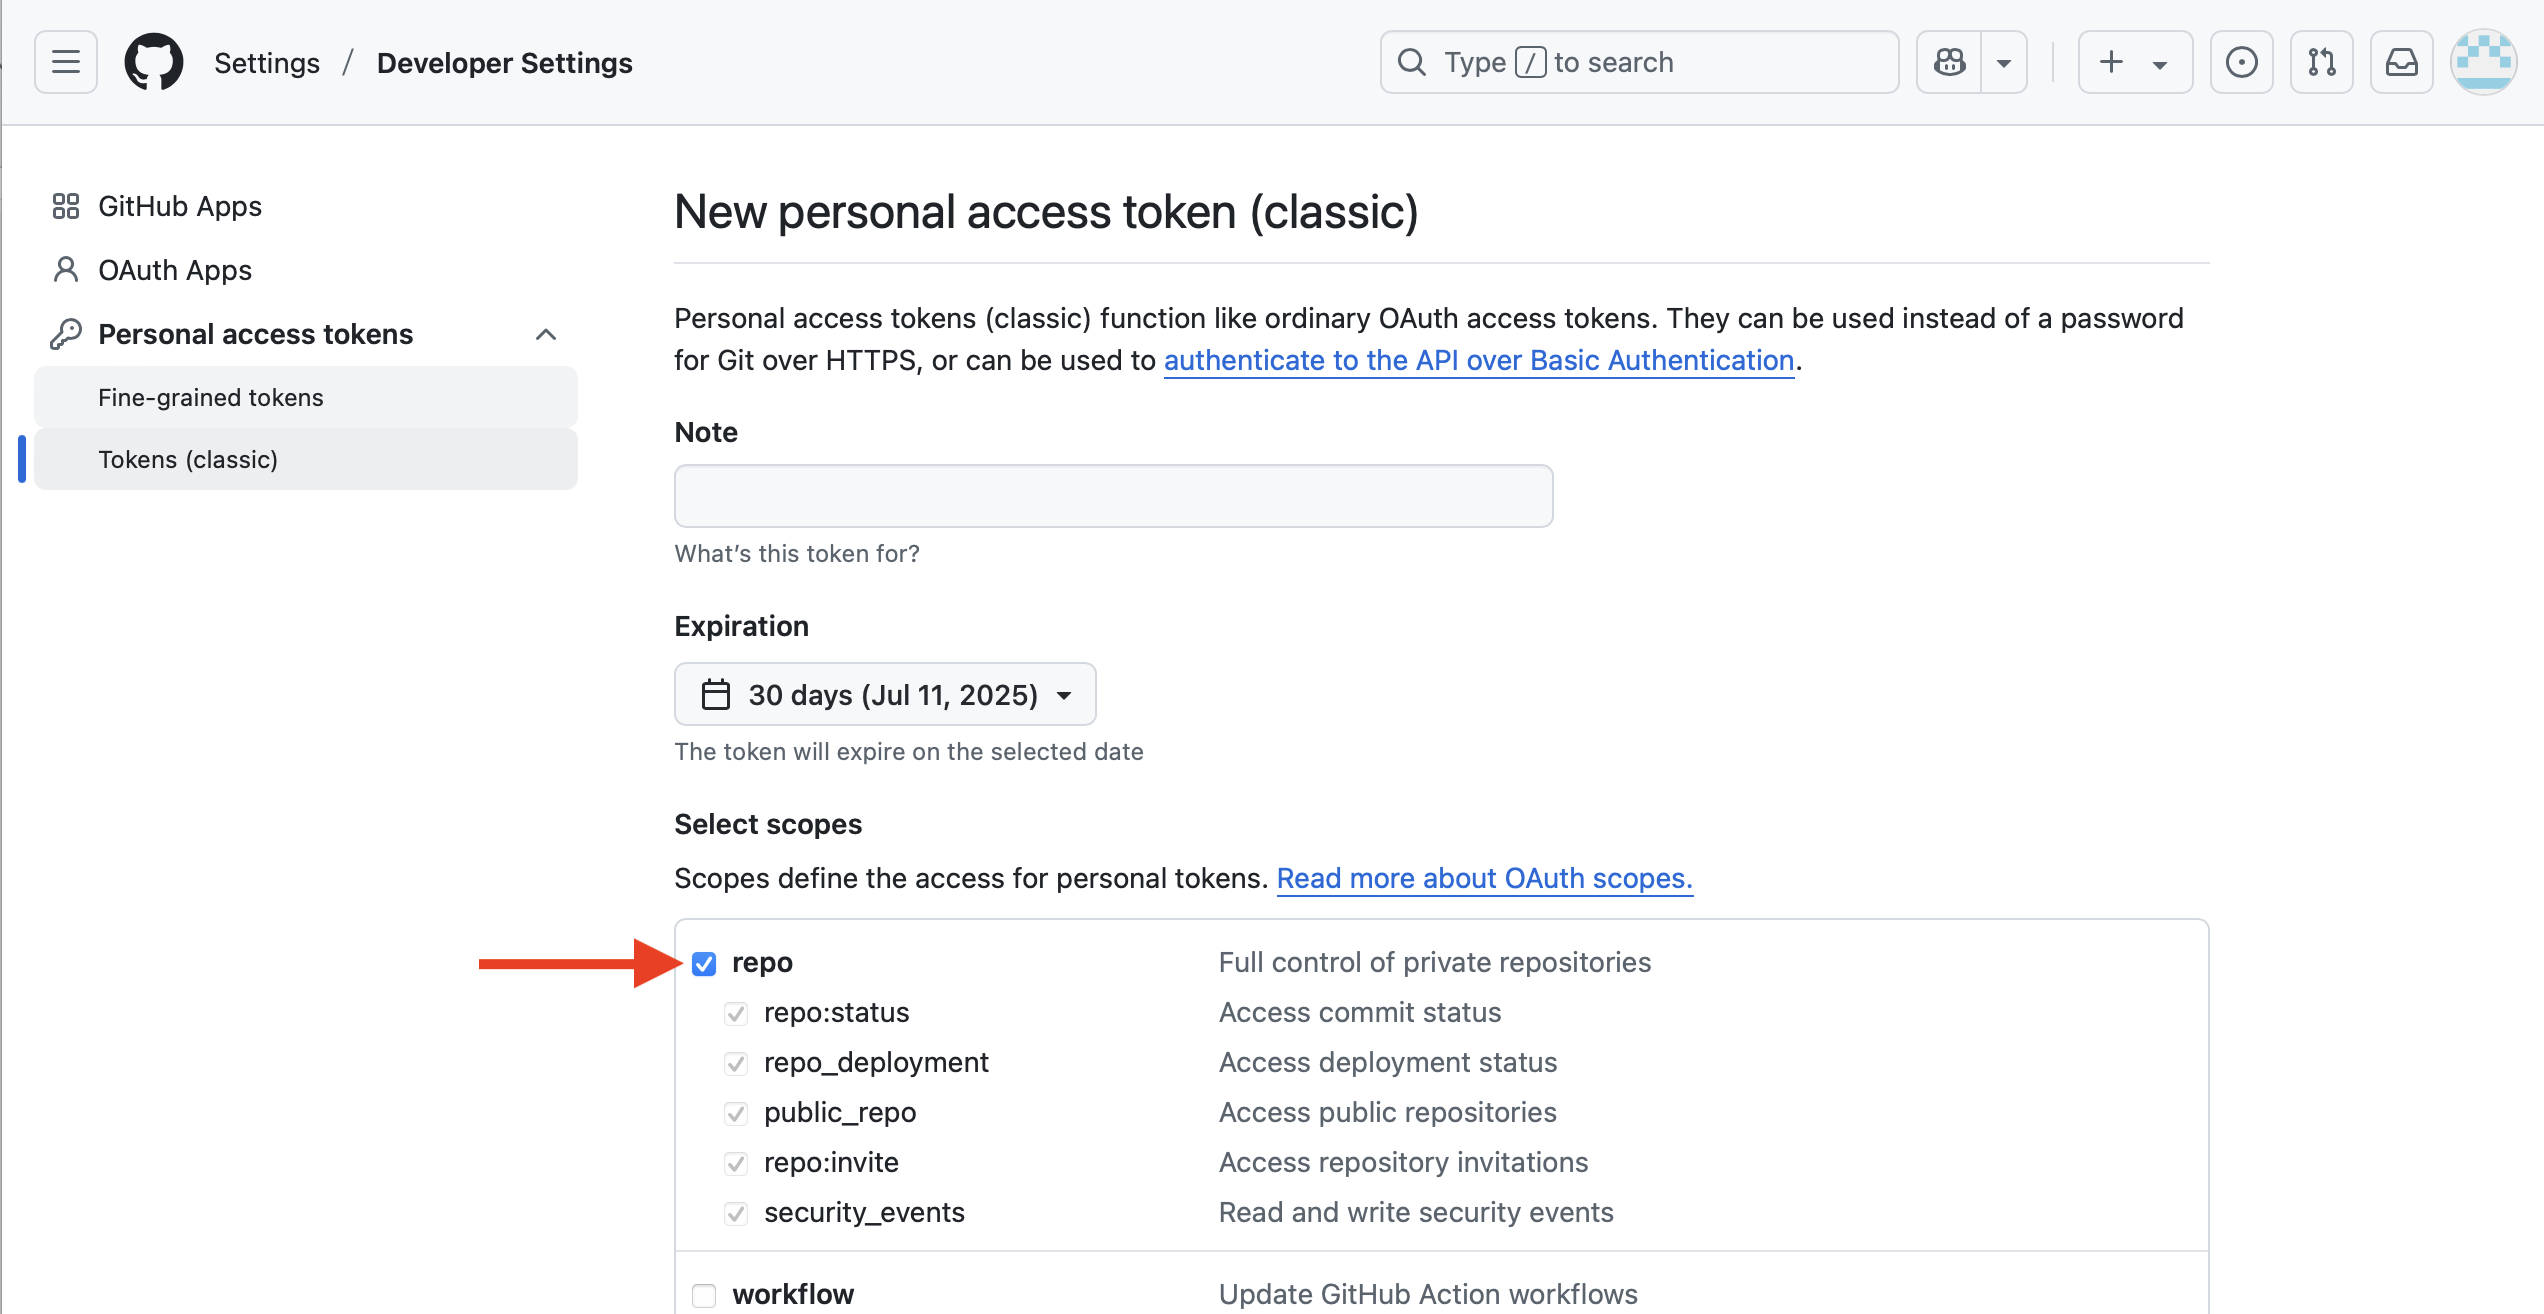 Settings / Developer Settings
Type / to search
GitHub Apps
OAuth Apps
Personal access tokens
Fine-grained tokens
Tokens (classic)
New personal access token (classic)
Personal access tokens (classic) function like ordinary OAuth access tokens. They can be used instead of a password
for Git over HTTPS, or can be used to authenticate to the API over Basic Authentication.
Note
What's this token for?
Expiration
30 days (Jul 11, 2025)
The token will expire on the selected date
Select scopes
Scopes define the access for personal tokens. Read more about OAuth scopes.
repo Full control of private repositories
repo:status Access commit status
repo_deployment Access deployment status
public_repo Access public repositories
repo:invite Access repository invitations
security_events Read and write security events
workflow Update GitHub Action workflows